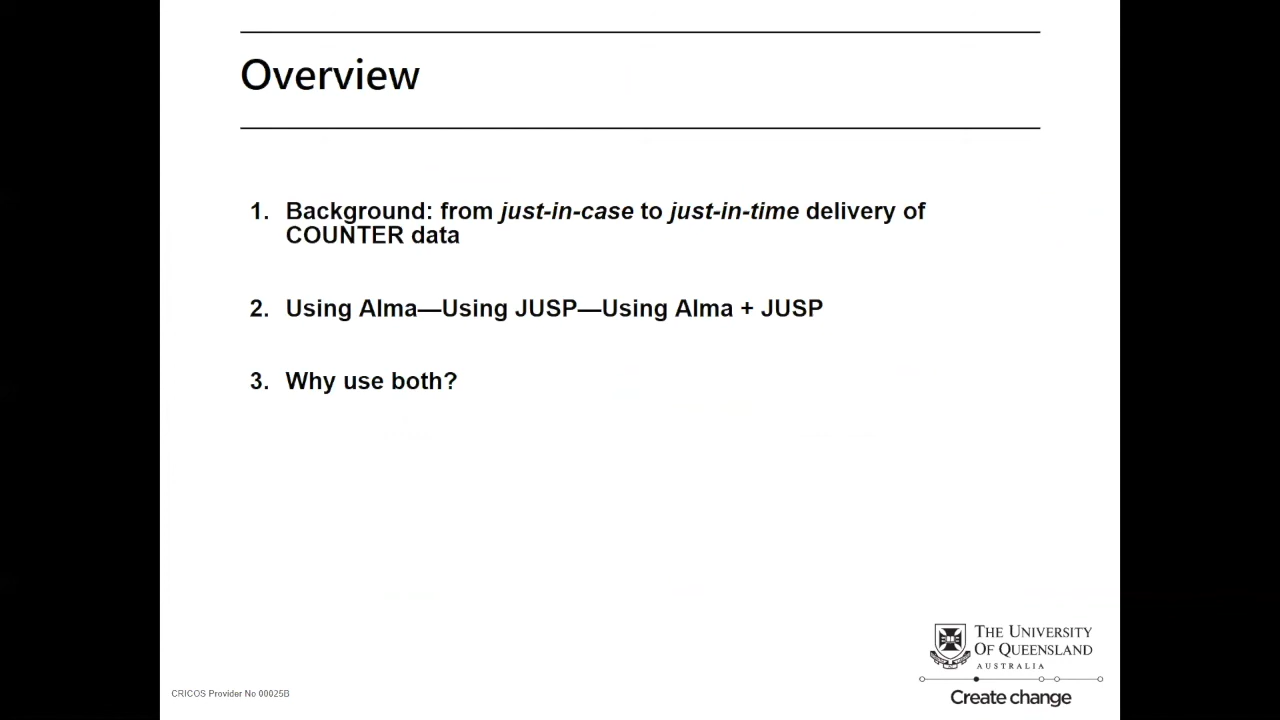 Overview
1. Background: from just-in-case to just-in-time delivery of
COUNTER data
2. Using Alma—Using JUSP—Using Alma + JUSP
3. Why use both?
THE UNIVERSITY
OF QUEENSLAND
AUSTRALIA
Create change
CRICOS Provider No 00025B